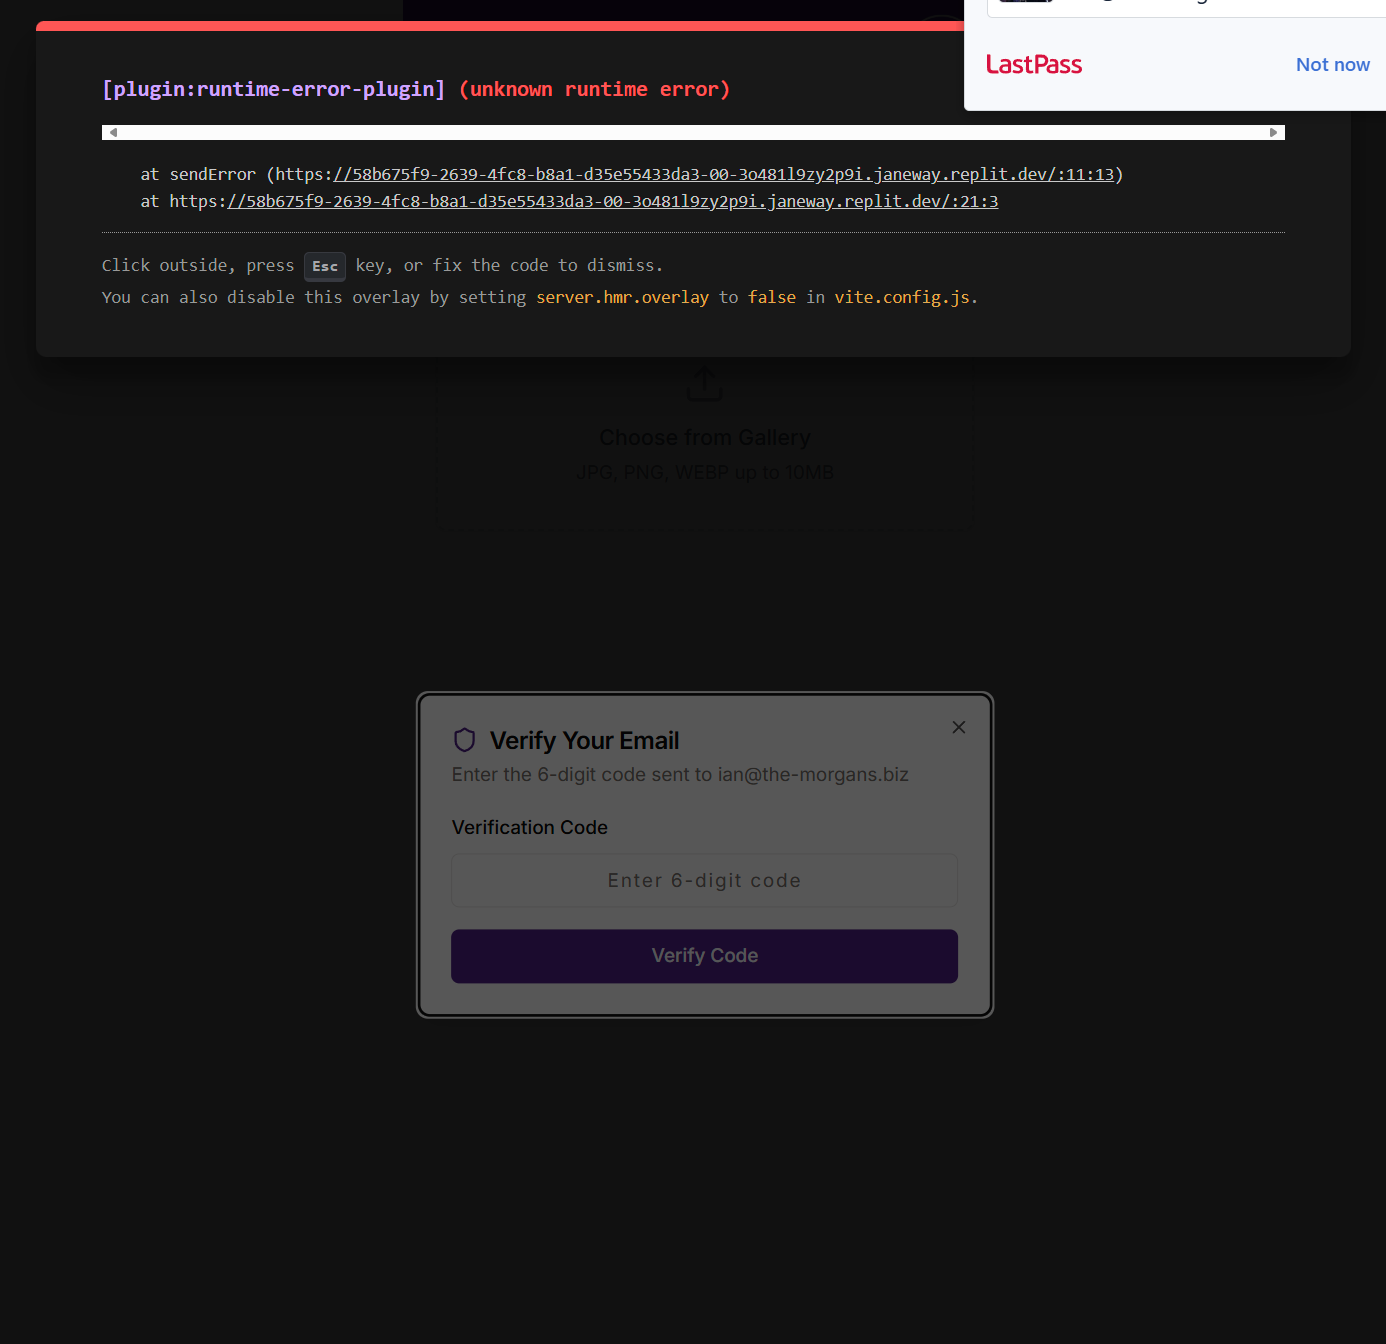 [plugin:runtime-error-plugin] (unknown runtime error)
LastPass
Not now
at sendError (https://58b675f9-2639-4fc8-b8a1-d35e55433da3-00-3o481l9zy2p9i.janeway.replit.dev/:11:13)
at https://58b675f9-2639-4fc8-b8a1-d35e55433da3-00-3o481l9zy2p9i.janeway.replit.dev/:21:3
Click outside, press Esc key, or fix the code to dismiss.
You can also disable this overlay by setting server.hmr.overlay to false in vite.config.js.
Choose from Gallery
JPG, PNG, WEBP up to 10MB
Verify Your Email
Enter the 6-digit code sent to ian@the-morgans.biz
Verification Code
Enter 6-digit code
Verify Code